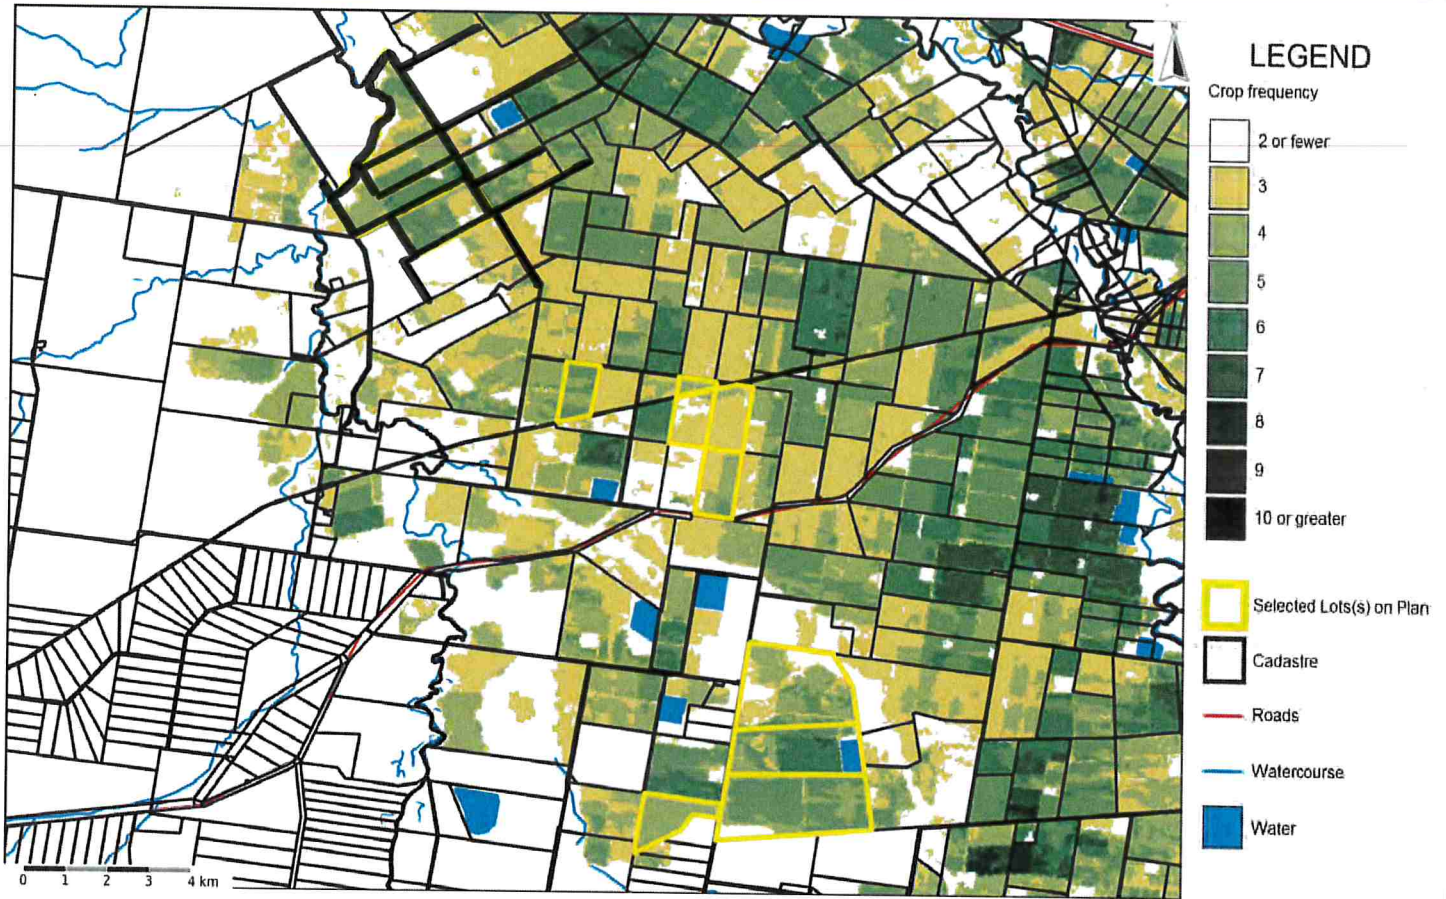 LEGEND
Crop frequency
2 or fewer
3
4
5
6
7
8
9
10 or greater
Selected Lots(s) on Plan
Cadastre
Roads
Watercourse
Water
0 1 2 3 4 km